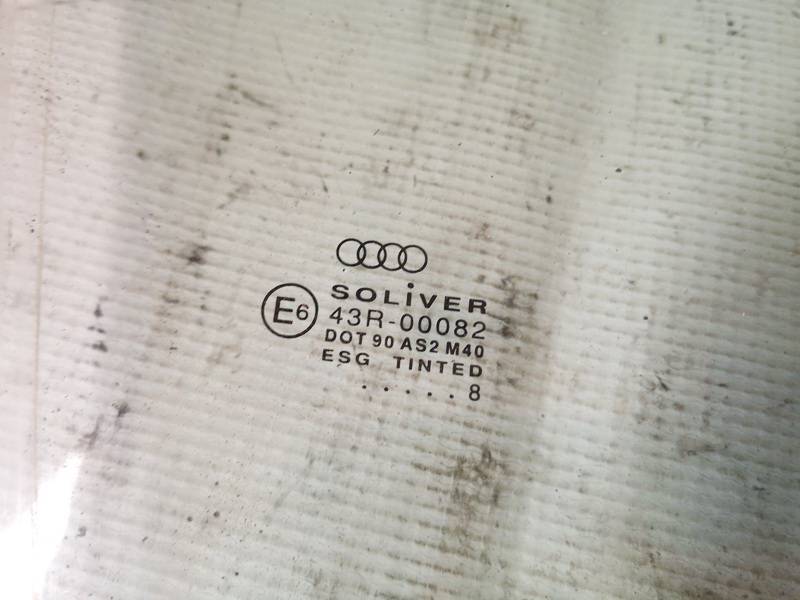 SOLiVER
E6 43R-00082
DOT 90 AS2 M40
ESG TINTED
. . . . . 8